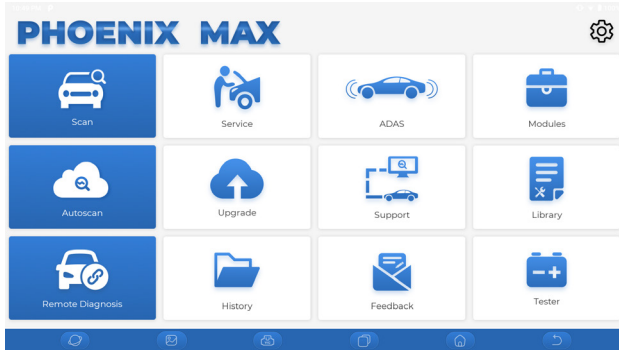 PHOENIX MAX
Scan
Service
ADAS
Modules
Autoscan
Upgrade
Support
Library
Remote Diagnosis
History
Feedback
Tester